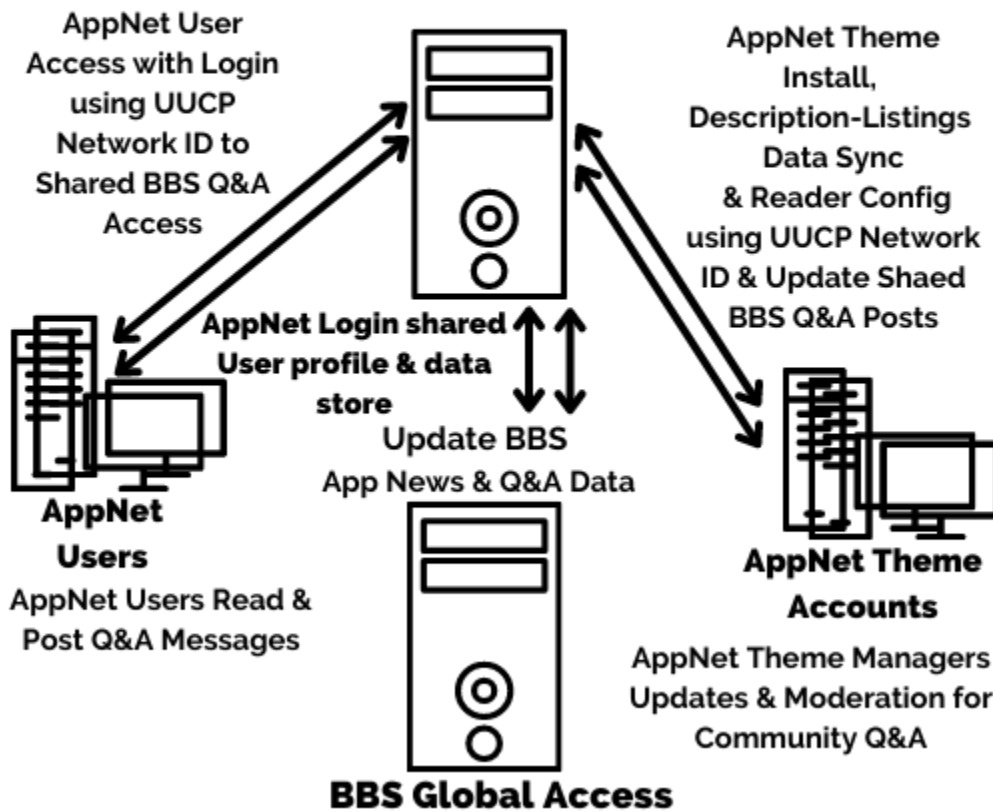 AppNet User
Access with Login
using UUCP
Network ID to
Shared BBS Q&A
Access
AppNet Theme
Install,
Description-Listings
Data Sync
& Reader Config
using UUCP Network
ID & Update Shaed
BBS Q&A Posts
AppNet Login shared
User profile & data
store
Update BBS
App News & Q&A Data
AppNet
Users
AppNet Users Read &
Post Q&A Messages
AppNet Theme
Accounts
AppNet Theme Managers
Updates & Moderation for
Community Q&A
BBS Global Access